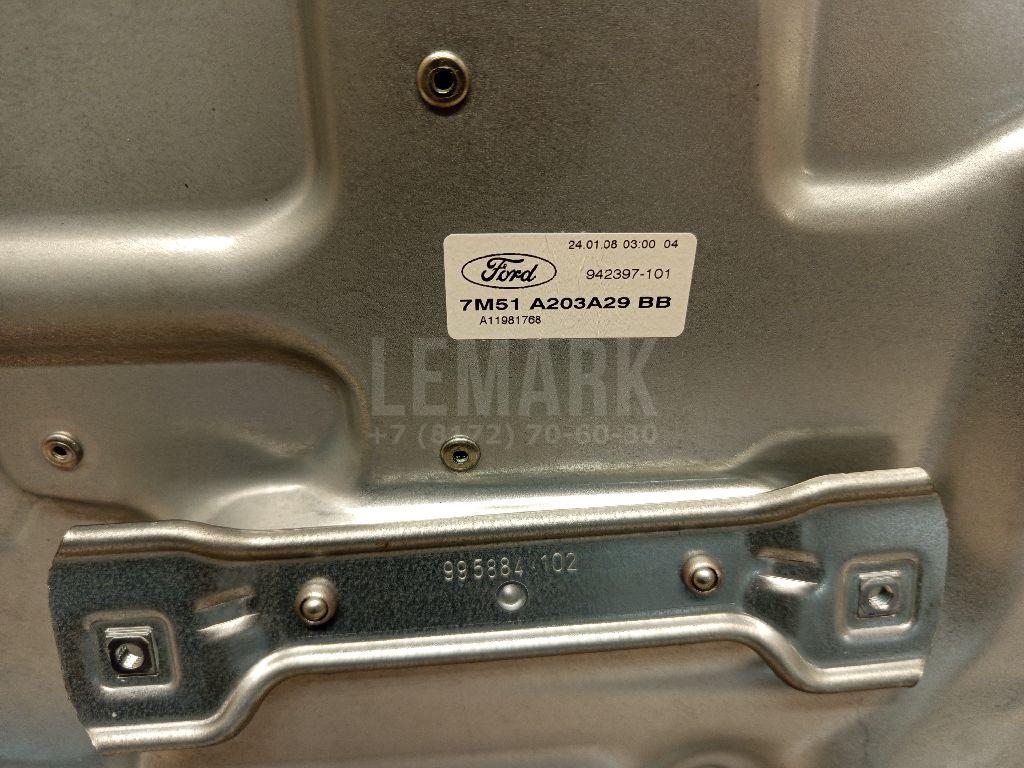 24.01.08 03:00 04
Ford
942397-101
7M51 A203A29 BB
A11981768
LEMARK
+7 (8172) 70-60-80
995884 102